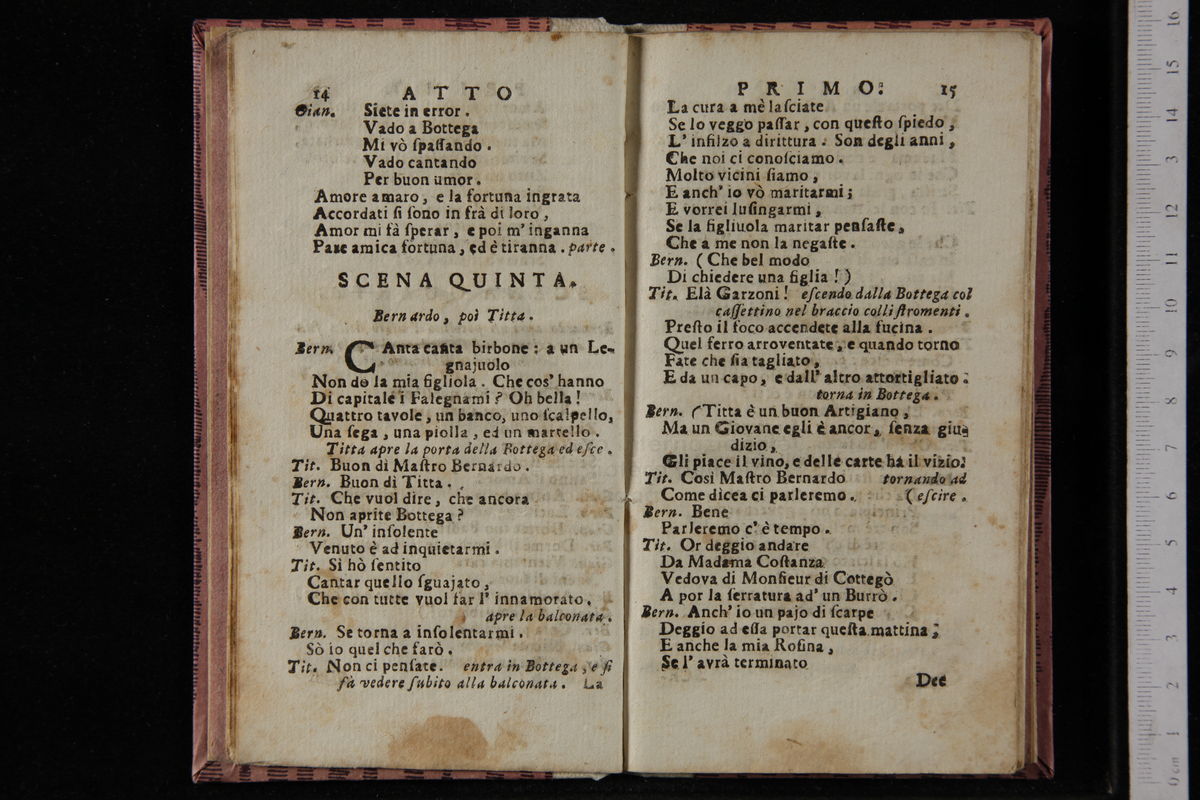 14 ATTO
Gian. Siete in error.
Vado a Bottega
Mi vò ſpaſſando.
Vado cantando
Per buon umor.
Amore amaro, e la fortuna ingrata
Accordati ſi ſono in frà di loro,
Amor mi fà ſperar, e poi m' inganna
Pare amica fortuna, ed è tiranna. parte.
SCENA QUINTA.
Bernardo, poi Titta.
Bern. CAnta canta birbone: a un Le-
gnajuolo
Non do la mia figliola. Che cos' hanno
Di capitale i Falegnami? Oh bella!
Quattro tavole, un banco, uno ſcalpello,
Una ſega, una piolla, ed un martello.
Titta apre la porta della Bottega ed eſce.
Tit. Buon dì Maſtro Bernardo.
Bern. Buon dì Titta.
Tit. Che vuol dire, che ancora
Non aprite Bottega?
Bern. Un' inſolente
Venuto è ad inquietarmi.
Tit. Sì hò ſentito
Cantar quello ſguajato,
Che con tutte vuol far l' innamorato.
apre la balconata.
Bern. Se torna a inſolentarmi.
Sò io quel che farò.
Tit. Non ci penſate. entra in Bottega, e ſi
fà vedere ſubito alla balconata. La
PRIMO. 15
La cura a mè laſciate
Se lo veggo paſſar, con queſto ſpiedo,
L' infilzo a dirittura. Son degli anni,
Che noi ci conoſciamo.
Molto vicini ſiamo,
E anch' io vò maritarmi;
E vorrei luſingarmi,
Se la figliuola maritar penſaſte,
Che a me non la negaſte.
Bern. (Che bel modo
Di chiedere una figlia!)
Tit. Elà Garzoni! eſcendo dalla Bottega col
caſſettino nel braccio colli ſtromenti.
Preſto il foco accendete alla fucina.
Quel ferro arroventate, e quando torno
Fate che ſia tagliato,
E da un capo, e dall' altro attortigliato.
torna in Bottega.
Bern. (Titta è un buon Artigiano,
Ma un Giovane egli è ancor, ſenza giu-
dizio,
Gli piace il vino, e delle carte há il vizio.
Tit. Cosi Maſtro Bernardo tornando ad
Come dicea ci parleremo. (eſcire.
Bern. Bene
Parleremo c' è tempo.
Tit. Or deggio andare
Da Madama Coſtanza
Vedova di Monſieur di Cottegò
A por la ſerratura ad' un Burrò.
Bern. Anch' io un pajo di ſcarpe
Deggio ad eſſa portar queſta mattina;
E anche la mia Roſina,
Se l' avrà terminato
Dee